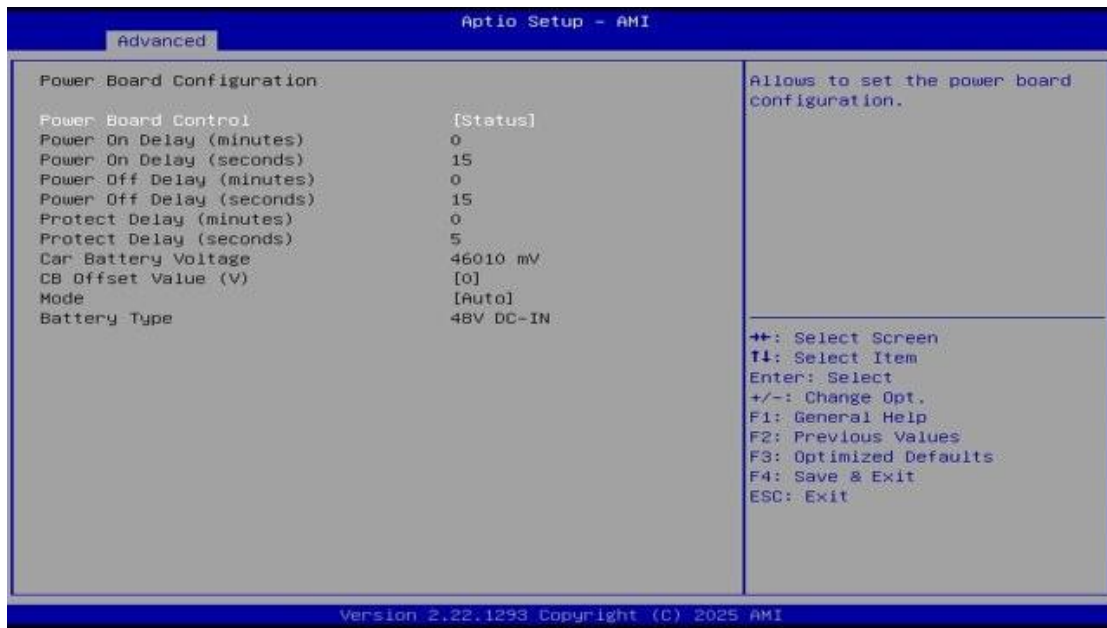 Aptio Setup - AMI
Advanced
Power Board Configuration
Power Board Control [Status]
Power On Delay (minutes) 0
Power On Delay (seconds) 15
Power Off Delay (minutes) 0
Power Off Delay (seconds) 15
Protect Delay (minutes) 0
Protect Delay (seconds) 5
Car Battery Voltage 46010 mV
CB Offset Value (V) [0]
Mode [Auto]
Battery Type 48V DC-IN
Allows to set the power board
configuration.
→←: Select Screen
↑↓: Select Item
Enter: Select
+/-: Change Opt.
F1: General Help
F2: Previous Values
F3: Optimized Defaults
F4: Save & Exit
ESC: Exit
Version 2.22.1293 Copyright (C) 2025 AMI